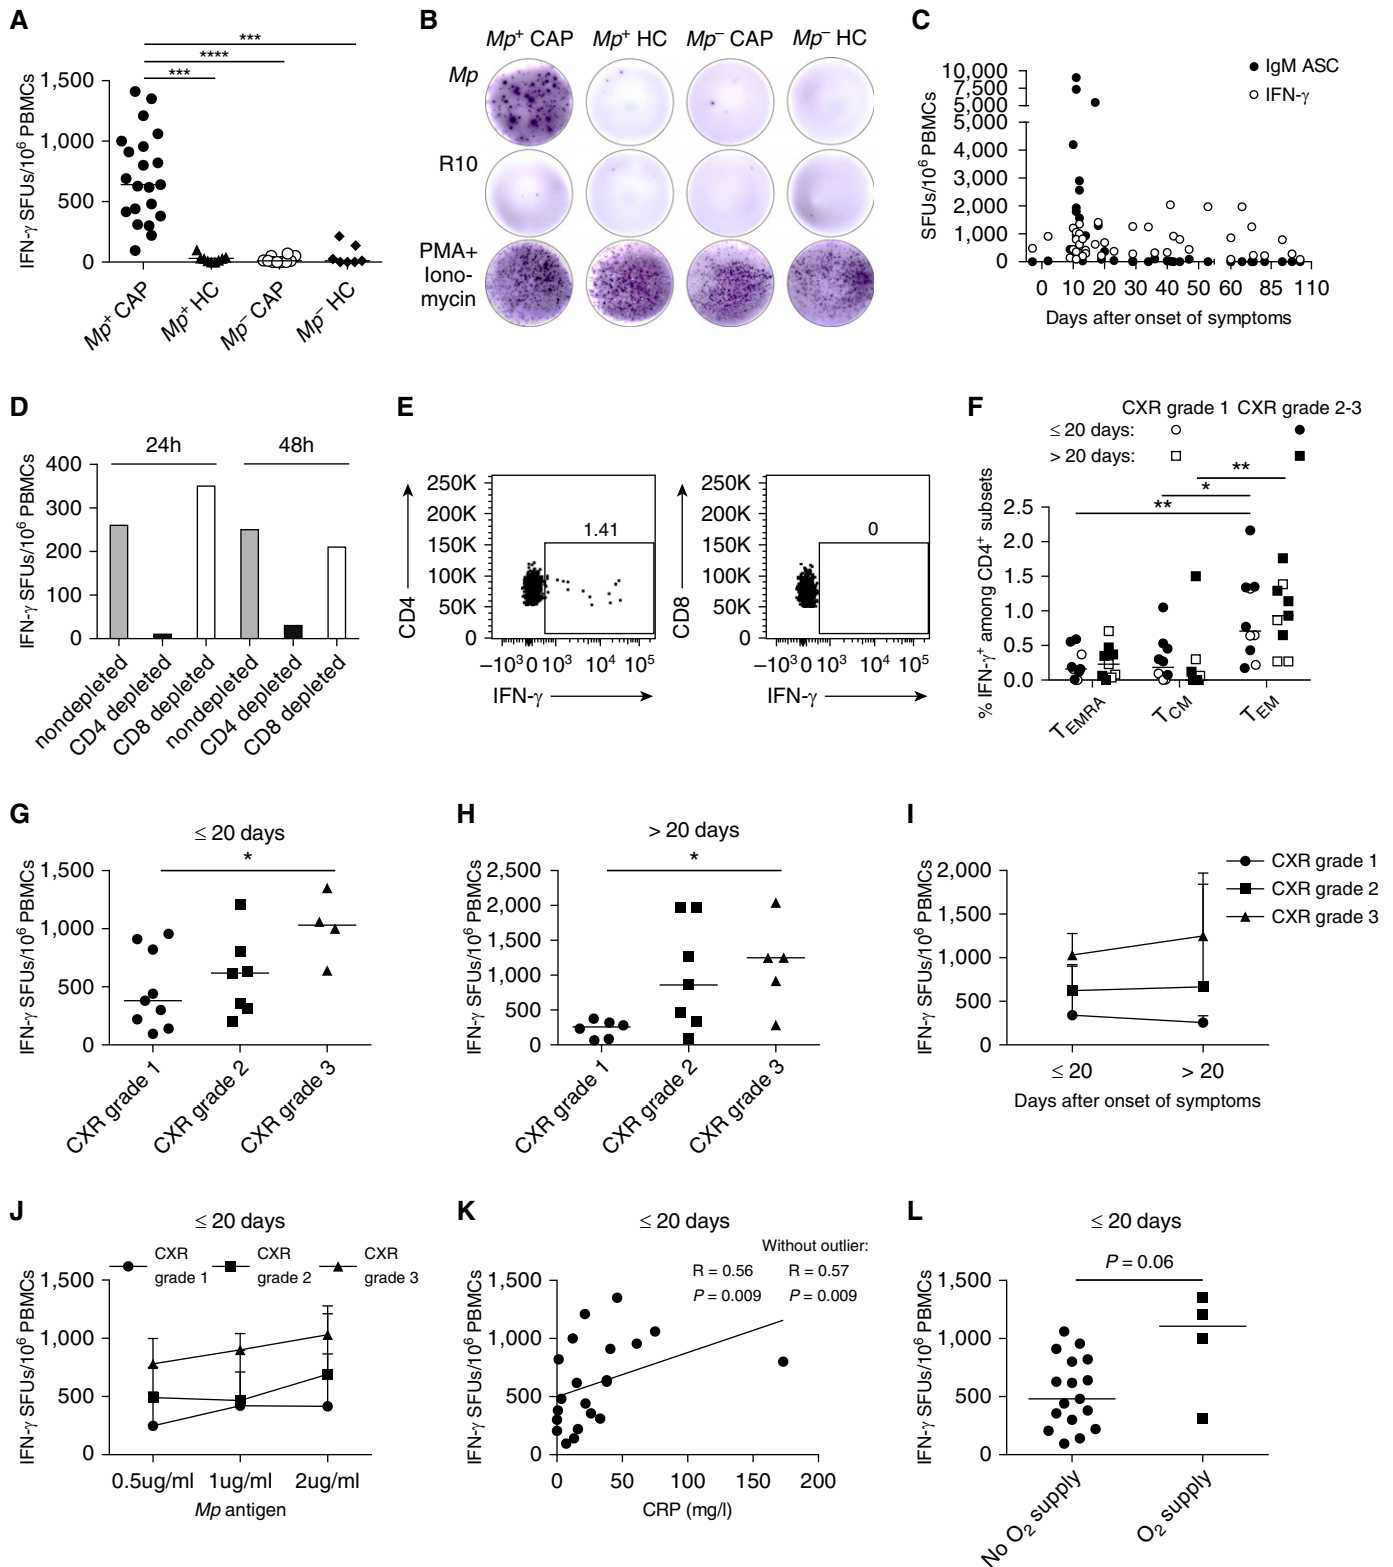 A
***
****
***
1,500
1,000
500
0
IFN-γ SFUs/10⁶ PBMCs
Mp⁺ CAP
Mp⁺ HC
Mp⁻ CAP
Mp⁻ HC
B
Mp⁺ CAP
Mp⁺ HC
Mp⁻ CAP
Mp⁻ HC
Mp
R10
PMA+
Iono-
mycin
C
IgM ASC
IFN-γ
10,000
7,500
5,000
5,000
4,000
3,000
2,000
1,000
0
SFUs/10⁶ PBMCs
0 10 20 30 40 50 60 85 110
Days after onset of symptoms
D
24h 48h
400
300
200
100
0
IFN-γ SFUs/10⁶ PBMCs
nondepleted
CD4 depleted
CD8 depleted
nondepleted
CD4 depleted
CD8 depleted
E
250K
200K
150K
100K
50K
0
CD4
1.41
−10³ 0 10³ 10⁴ 10⁵
IFN-γ
250K
200K
150K
100K
50K
0
CD8
0
−10³ 0 10³ 10⁴ 10⁵
IFN-γ
F
CXR grade 1 CXR grade 2-3
≤ 20 days:
> 20 days:
**
*
**
2.5
2.0
1.5
1.0
0.5
0.0
% IFN-γ⁺ among CD4⁺ subsets
T_EMRA
T_CM
T_EM
G
≤ 20 days
*
1,500
1,000
500
0
IFN-γ SFUs/10⁶ PBMCs
CXR grade 1
CXR grade 2
CXR grade 3
H
> 20 days
*
2,500
2,000
1,500
1,000
500
0
IFN-γ SFUs/10⁶ PBMCs
CXR grade 1
CXR grade 2
CXR grade 3
I
CXR grade 1
CXR grade 2
CXR grade 3
2,000
1,500
1,000
500
0
IFN-γ SFUs/10⁶ PBMCs
≤ 20 > 20
Days after onset of symptoms
J
≤ 20 days
CXR
grade 1
CXR
grade 2
CXR
grade 3
1,500
1,000
500
0
IFN-γ SFUs/10⁶ PBMCs
0.5ug/ml 1ug/ml 2ug/ml
Mp antigen
K
≤ 20 days
Without outlier:
R = 0.56 R = 0.57
P = 0.009 P = 0.009
1,500
1,000
500
0
IFN-γ SFUs/10⁶ PBMCs
0 50 100 150 200
CRP (mg/l)
L
≤ 20 days
P = 0.06
1,500
1,000
500
0
IFN-γ SFUs/10⁶ PBMCs
No O₂ supply
O₂ supply